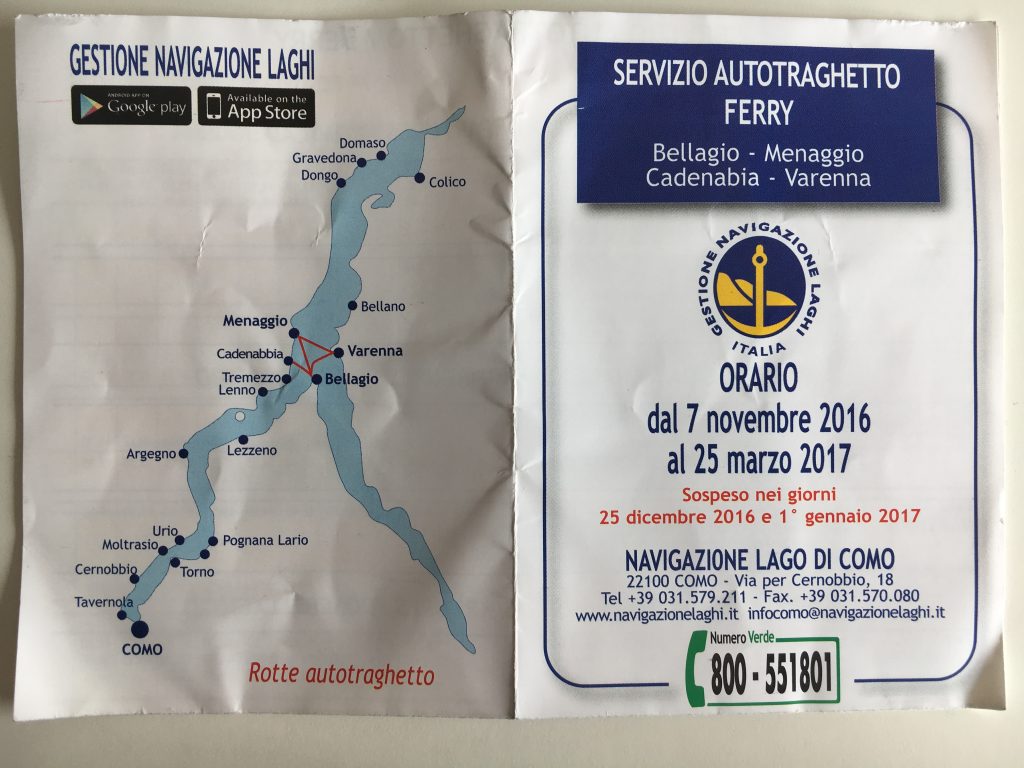 GESTIONE NAVIGAZIONE LAGHI
ANDROID APP ON
Google play
Available on the
App Store
Domaso
Gravedona
Dongo
Colico
Bellano
Menaggio
Varenna
Cadenabbia
Tremezzo
Bellagio
Lenno
Argegno
Lezzeno
Urio
Pognana Lario
Moltrasio
Torno
Cernobbio
Tavernola
COMO
Rotte autotraghetto
SERVIZIO AUTOTRAGHETTO
FERRY
Bellagio - Menaggio
Cadenabia - Varenna
GESTIONE NAVIGAZIONE LAGHI
ITALIA
ORARIO
dal 7 novembre 2016
al 25 marzo 2017
Sospeso nei giorni
25 dicembre 2016 e 1° gennaio 2017
NAVIGAZIONE LAGO DI COMO
22100 COMO - Via per Cernobbio, 18
Tel +39 031.579.211 - Fax. +39 031.570.080
www.navigazionelaghi.it infocomo@navigazionelaghi.it
Numero Verde
800 - 551801